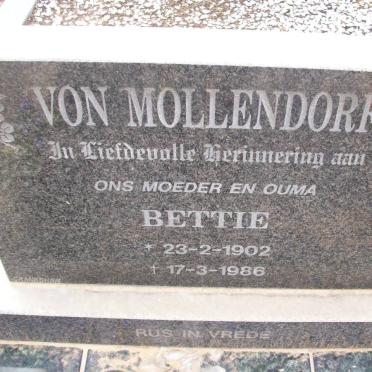 VON MOLLENDORF
In Liefdevolle Herinnering aan
ONS MOEDER EN OUMA
BETTIE
+ 23-2-1902
+ 17-3-1986
RUS IN VREDE